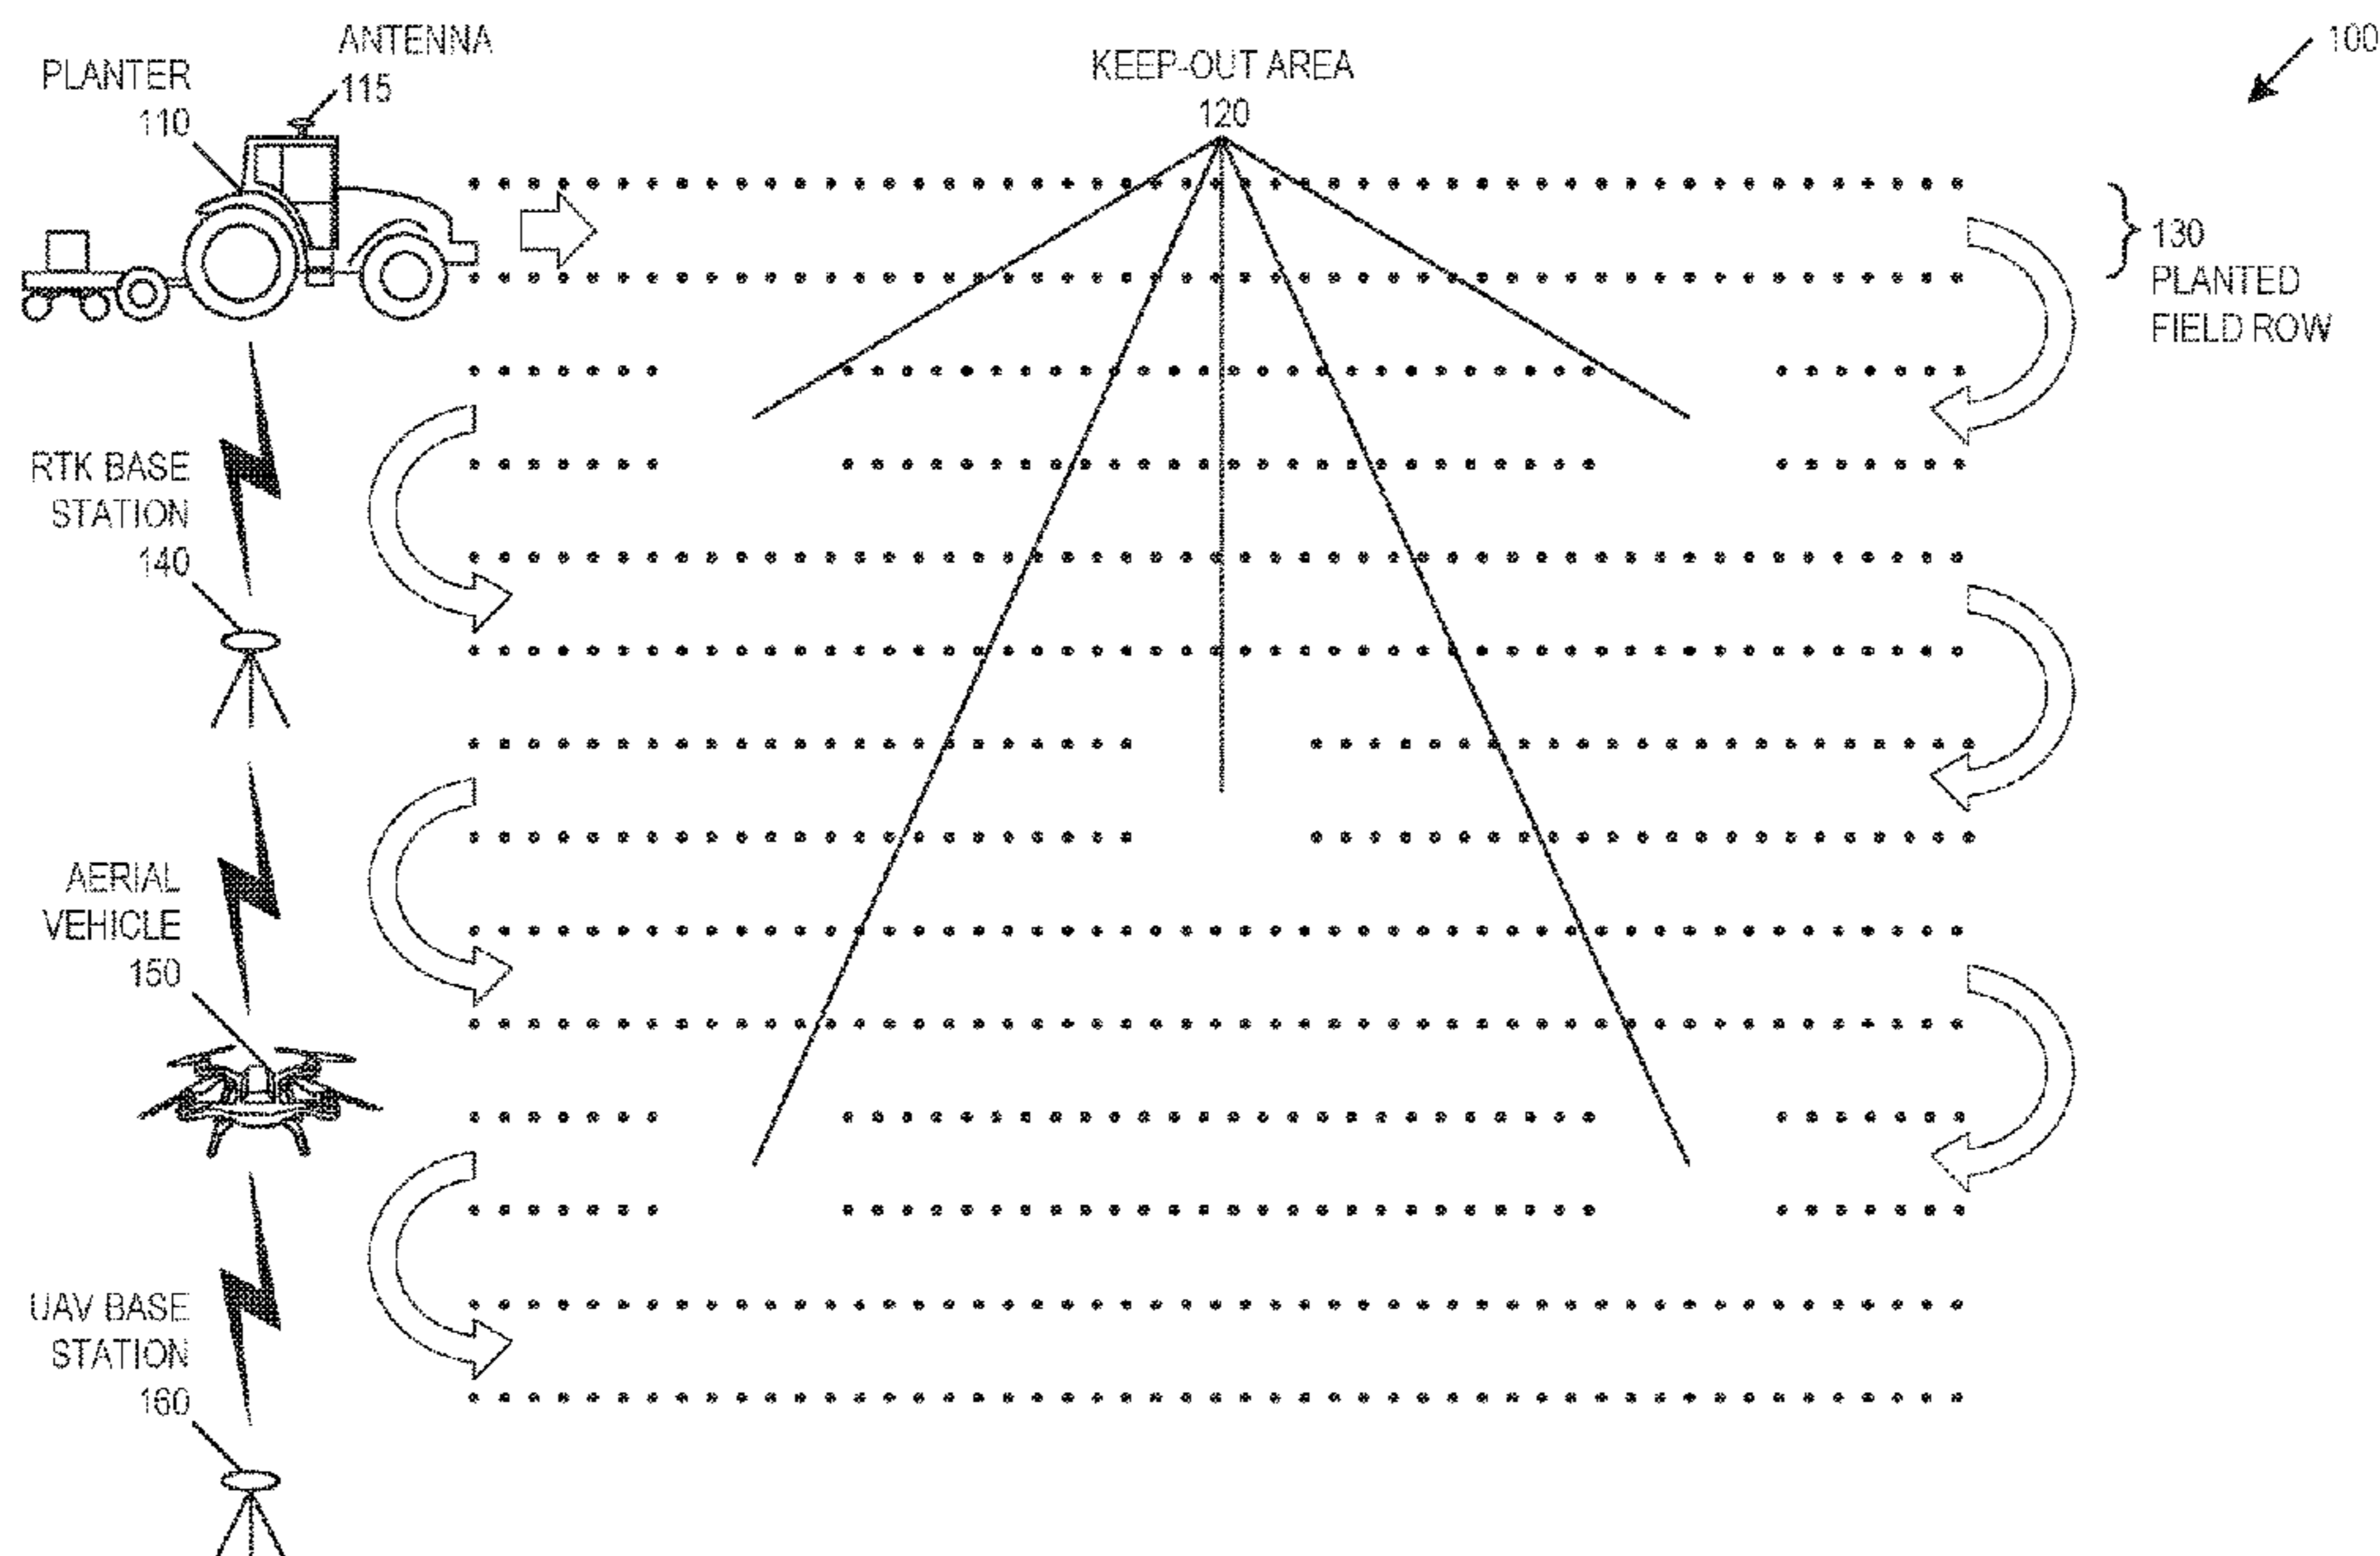 ANTENNA
115
PLANTER
110
KEEP-OUT AREA
120
100
130
PLANTED
FIELD ROW
RTK BASE
STATION
140
AERIAL
VEHICLE
150
UAV BASE
STATION
160